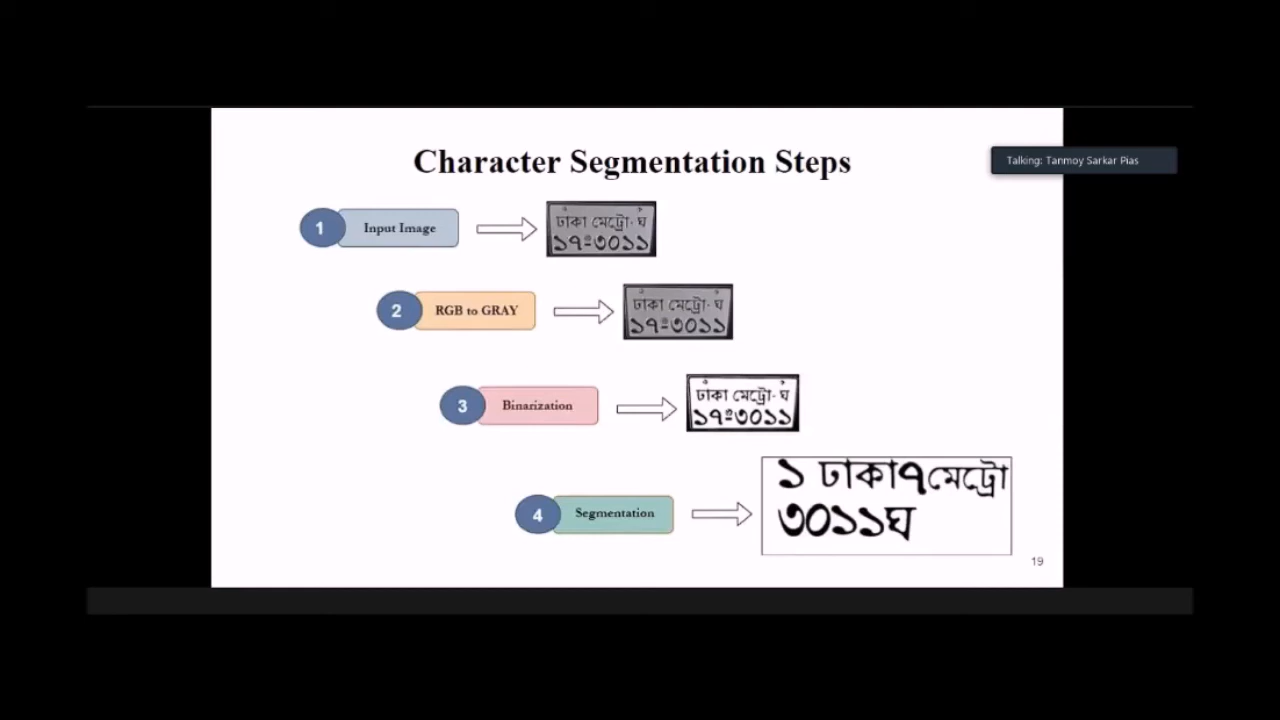 Character Segmentation Steps
Talking: Tanmoy Sarkar Pias
1 Input Image
ঢাকা মেট্রো-ঘ
১৭-৩০১১
2 RGB to GRAY
ঢাকা মেট্রো-ঘ
১৭-৩০১১
3 Binarization
ঢাকা মেট্রো-ঘ
১৭-৩০১১
4 Segmentation
১ ঢাকা৭মেট্রো
৩০১১ঘ
19